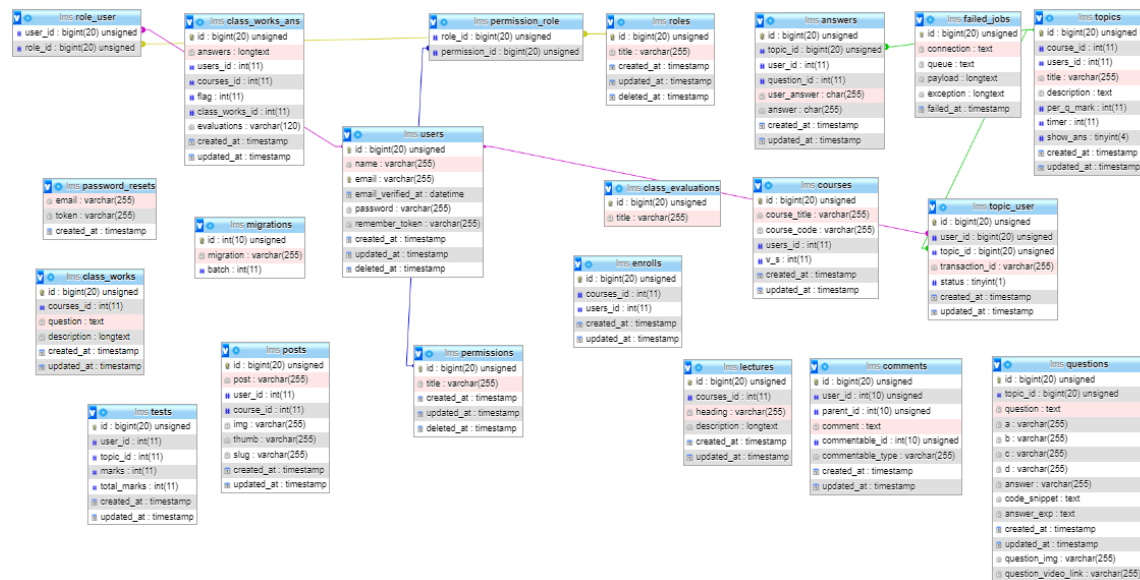 lms role_user
user_id : bigint(20) unsigned
role_id : bigint(20) unsigned
lms class_works_ans
id : bigint(20) unsigned
answers : longtext
users_id : int(11)
courses_id : int(11)
flag : int(11)
class_works_id : int(11)
evaluations : varchar(120)
created_at : timestamp
updated_at : timestamp
lms permission_role
role_id : bigint(20) unsigned
permission_id : bigint(20) unsigned
lms roles
id : bigint(20) unsigned
title : varchar(255)
created_at : timestamp
updated_at : timestamp
deleted_at : timestamp
lms answers
id : bigint(20) unsigned
topic_id : bigint(20) unsigned
user_id : int(11)
question_id : int(11)
user_answer : char(255)
answer : char(255)
created_at : timestamp
updated_at : timestamp
lms failed_jobs
id : bigint(20) unsigned
connection : text
queue : text
payload : longtext
exception : longtext
failed_at : timestamp
lms topics
id : bigint(20) unsigned
course_id : int(11)
users_id : int(11)
title : varchar(255)
description : text
per_q_mark : int(11)
timer : int(11)
show_ans : tinyint(4)
created_at : timestamp
updated_at : timestamp
lms users
id : bigint(20) unsigned
name : varchar(255)
email : varchar(255)
email_verified_at : datetime
password : varchar(255)
remember_token : varchar(255)
created_at : timestamp
updated_at : timestamp
deleted_at : timestamp
lms password_resets
email : varchar(255)
token : varchar(255)
created_at : timestamp
lms migrations
id : int(10) unsigned
migration : varchar(255)
batch : int(11)
lms class_evaluations
id : bigint(20) unsigned
title : varchar(255)
lms courses
id : bigint(20) unsigned
course_title : varchar(255)
course_code : varchar(255)
users_id : int(11)
v_s : int(11)
created_at : timestamp
updated_at : timestamp
lms topic_user
id : bigint(20) unsigned
user_id : bigint(20) unsigned
topic_id : bigint(20) unsigned
transaction_id : varchar(255)
status : tinyint(1)
created_at : timestamp
updated_at : timestamp
lms class_works
id : bigint(20) unsigned
courses_id : int(11)
question : text
description : longtext
created_at : timestamp
updated_at : timestamp
lms enrolls
id : bigint(20) unsigned
courses_id : int(11)
users_id : int(11)
created_at : timestamp
updated_at : timestamp
lms posts
id : bigint(20) unsigned
post : varchar(255)
user_id : int(11)
course_id : int(11)
img : varchar(255)
thumb : varchar(255)
slug : varchar(255)
created_at : timestamp
updated_at : timestamp
lms permissions
id : bigint(20) unsigned
title : varchar(255)
created_at : timestamp
updated_at : timestamp
deleted_at : timestamp
lms tests
id : bigint(20) unsigned
user_id : int(11)
topic_id : int(11)
marks : int(11)
total_marks : int(11)
created_at : timestamp
updated_at : timestamp
lms lectures
id : bigint(20) unsigned
courses_id : int(11)
heading : varchar(255)
description : longtext
created_at : timestamp
updated_at : timestamp
lms comments
id : bigint(20) unsigned
user_id : int(10) unsigned
parent_id : int(10) unsigned
comment : text
commentable_id : int(10) unsigned
commentable_type : varchar(255)
created_at : timestamp
updated_at : timestamp
lms questions
id : bigint(20) unsigned
topic_id : bigint(20) unsigned
question : text
a : varchar(255)
b : varchar(255)
c : varchar(255)
d : varchar(255)
answer : varchar(255)
code_snippet : text
answer_exp : text
created_at : timestamp
updated_at : timestamp
question_img : varchar(255)
question_video_link : varchar(255)